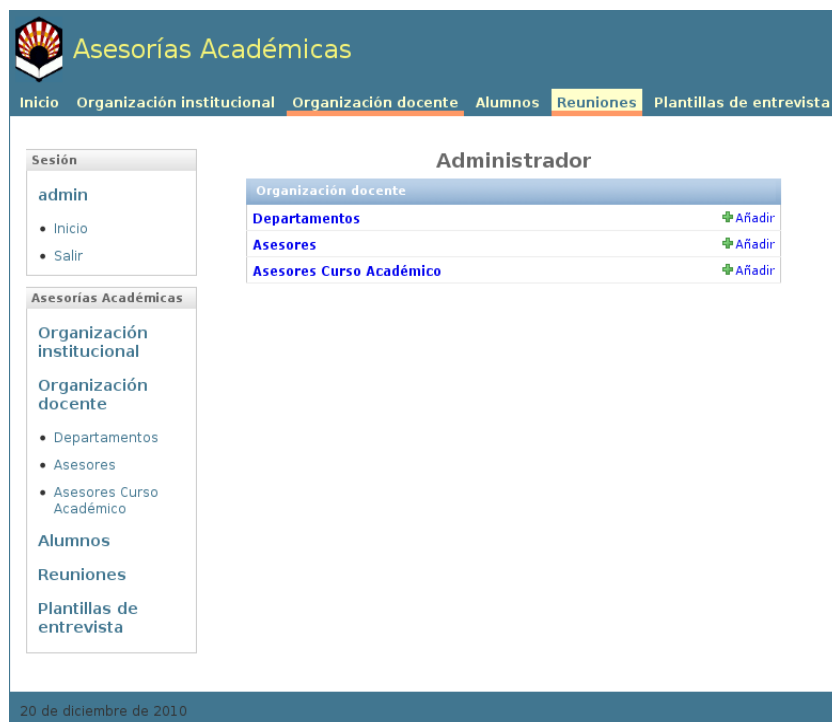 Asesorías Académicas
Inicio Organización institucional Organización docente Alumnos Reuniones Plantillas de entrevista
Sesión
admin
Inicio
Salir
Asesorías Académicas
Organización
institucional
Organización
docente
Departamentos
Asesores
Asesores Curso
Académico
Alumnos
Reuniones
Plantillas de
entrevista
Administrador
Organización docente
Departamentos Añadir
Asesores Añadir
Asesores Curso Académico Añadir
20 de diciembre de 2010